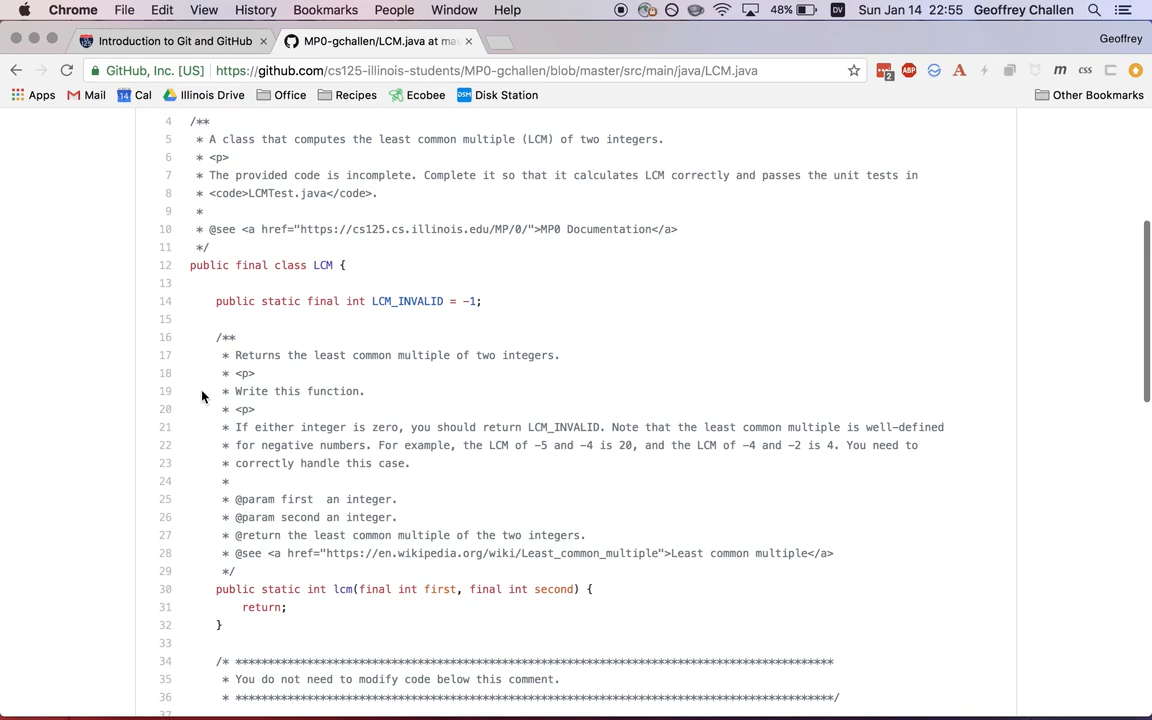 Chrome File Edit View History Bookmarks People Window Help 48% DV Sun Jan 14 22:55 Geoffrey Challen
Introduction to Git and GitHub × MP0-gchallen/LCM.java at mas × Geoffrey
GitHub, Inc. [US] https://github.com/cs125-illinois-students/MP0-gchallen/blob/master/src/main/java/LCM.java 2 ABP A m css
Apps Mail 14 Cal Illinois Drive Office Recipes Ecobee DSM Disk Station Other Bookmarks
4 /**
5 * A class that computes the least common multiple (LCM) of two integers.
6 * <p>
7 * The provided code is incomplete. Complete it so that it calculates LCM correctly and passes the unit tests in
8 * <code>LCMTest.java</code>.
9 *
10 * @see <a href="https://cs125.cs.illinois.edu/MP/0/">MP0 Documentation</a>
11 */
12 public final class LCM {
13
14 public static final int LCM_INVALID = -1;
15
16 /**
17 * Returns the least common multiple of two integers.
18 * <p>
19 * Write this function.
20 * <p>
21 * If either integer is zero, you should return LCM_INVALID. Note that the least common multiple is well-defined
22 * for negative numbers. For example, the LCM of -5 and -4 is 20, and the LCM of -4 and -2 is 4. You need to
23 * correctly handle this case.
24 *
25 * @param first  an integer.
26 * @param second an integer.
27 * @return the least common multiple of the two integers.
28 * @see <a href="https://en.wikipedia.org/wiki/Least_common_multiple">Least common multiple</a>
29 */
30 public static int lcm(final int first, final int second) {
31 return;
32 }
33
34 /* ********************************************************************************************
35 * You do not need to modify code below this comment.
36 * ********************************************************************************************/
37